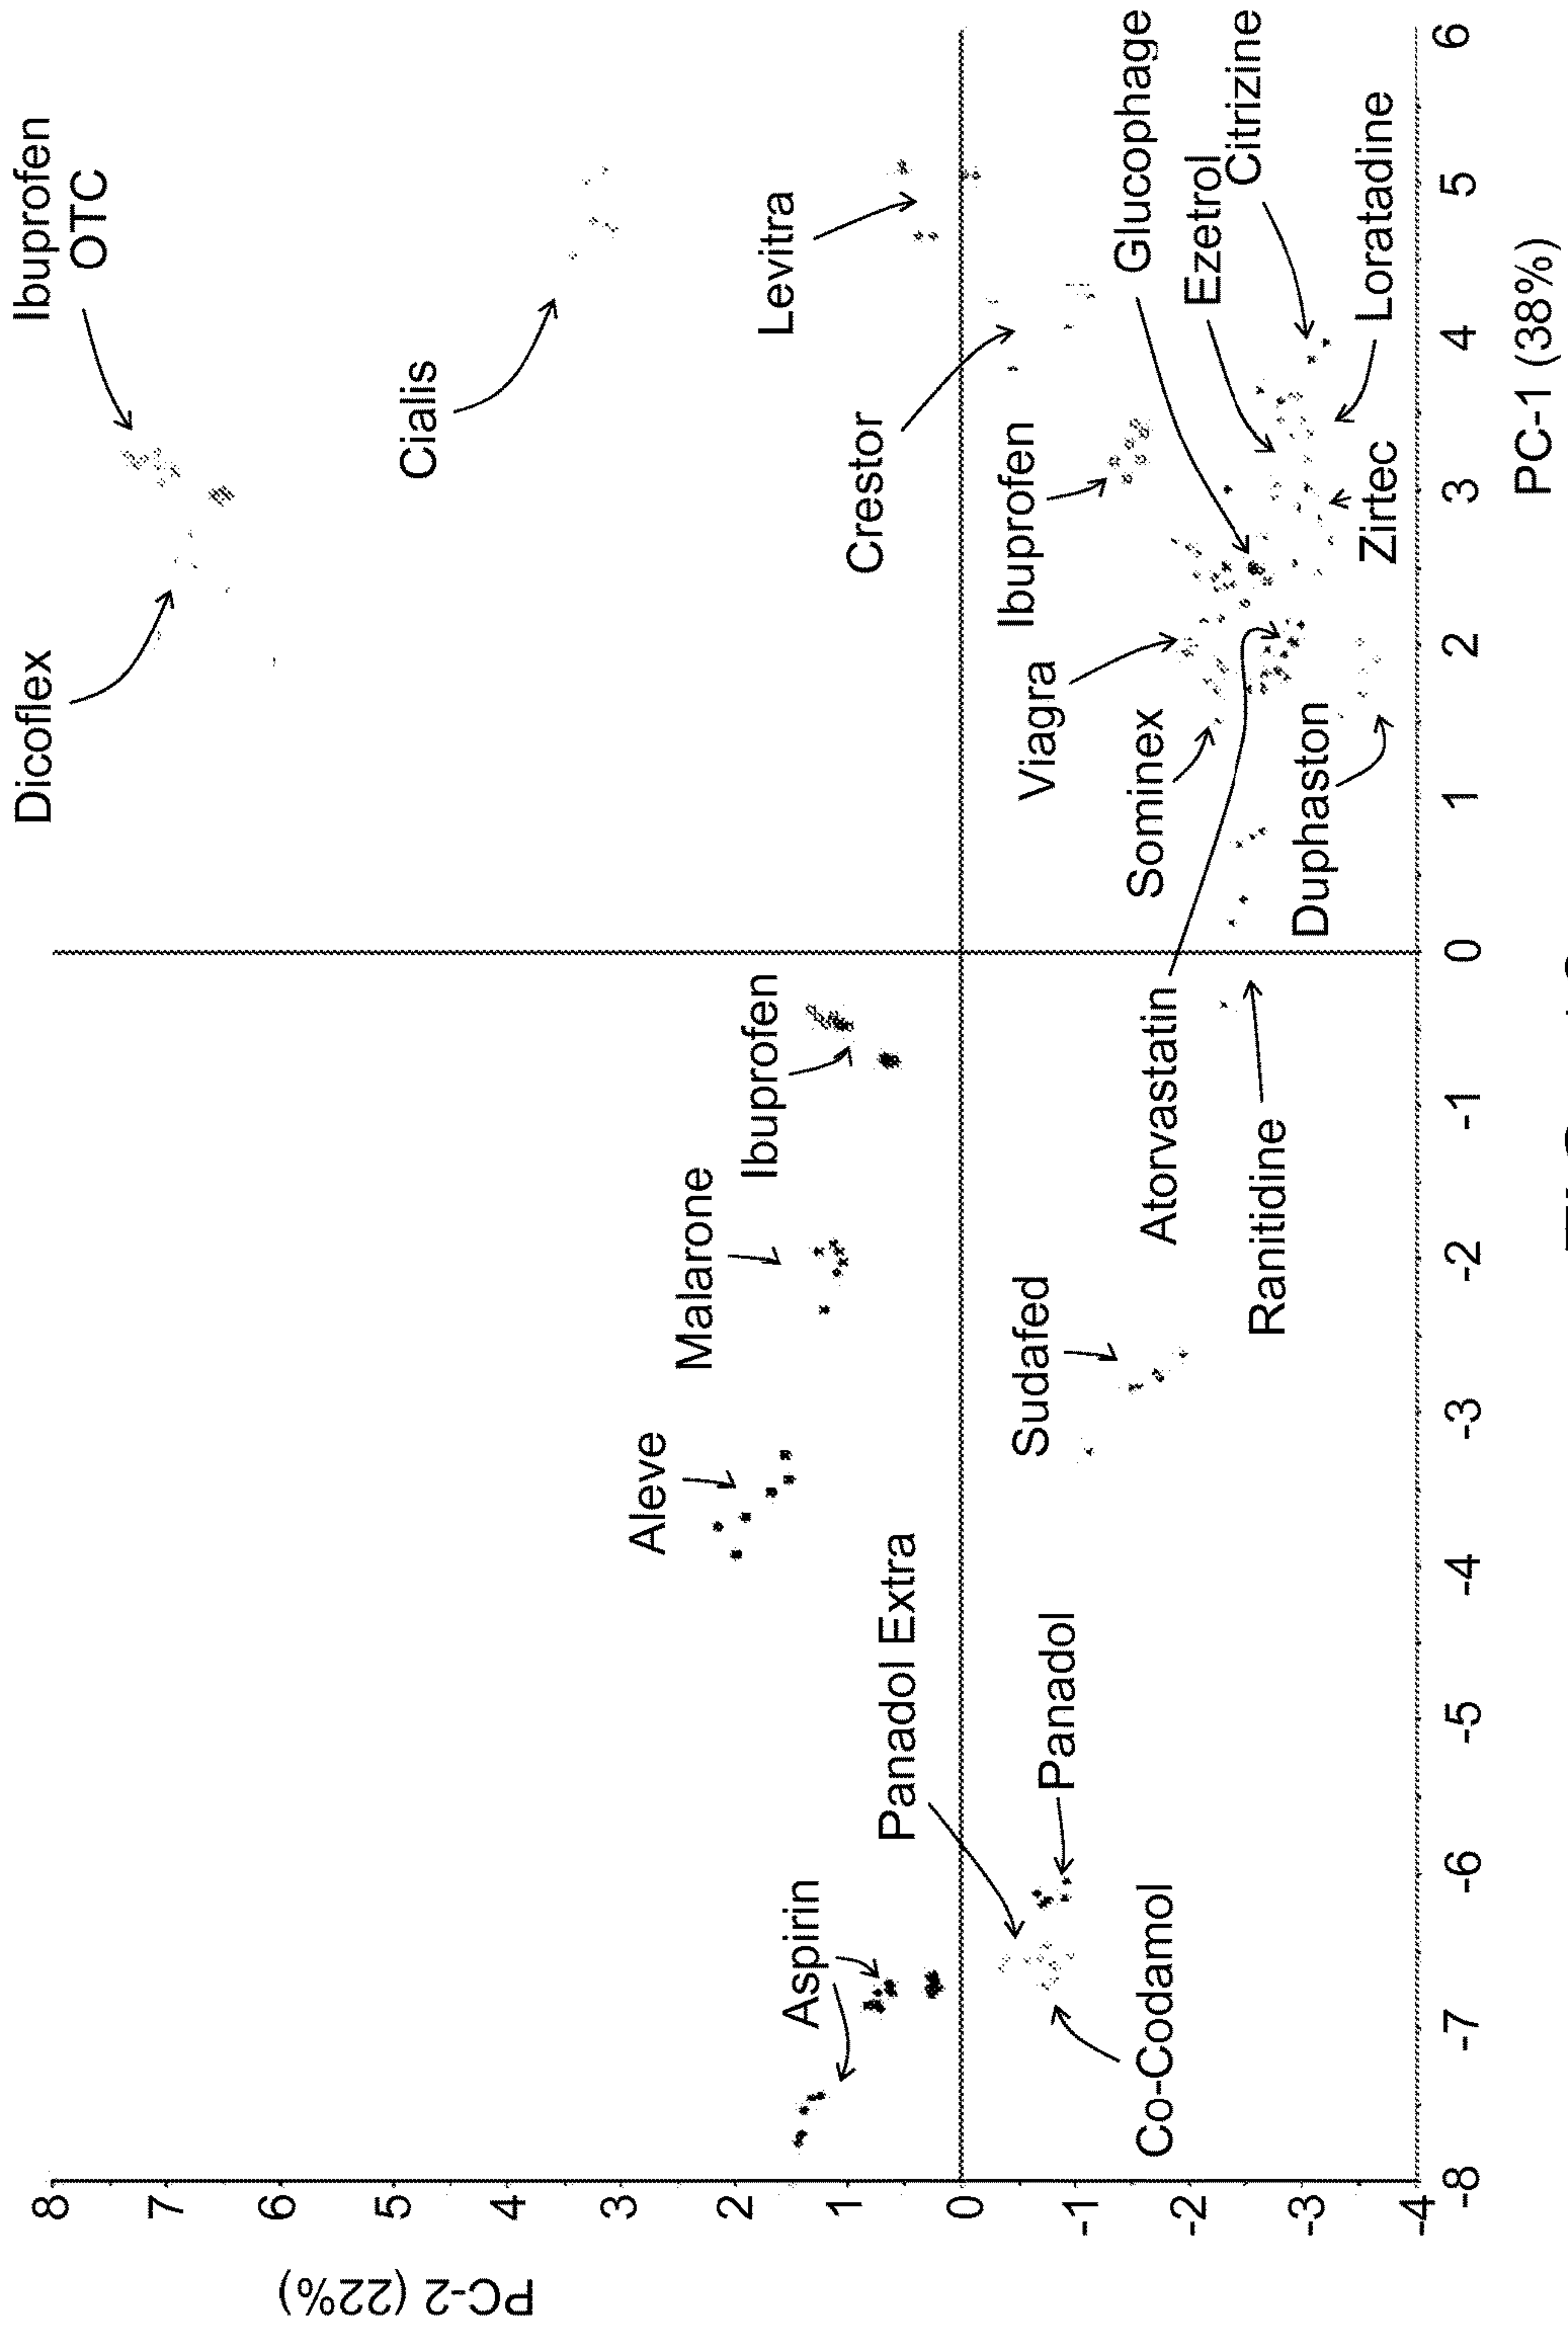 Ibuprofen
OTC
Dicoflex
Cialis
Levitra
Crestor
Ibuprofen
Glucophage
Ezetrol
Citrizine
Viagra
Sominex
Loratadine
Zirtec
Duphaston
Atorvastatin
Ranitidine
Ibuprofen
Malarone
Aleve
Sudafed
Panadol Extra
Panadol
Aspirin
Co-Codamol
PC-2 (22%)
8
7
6
5
4
3
2
1
0
-1
-2
-3
-4
-8
-7
-6
-5
-4
-3
-2
-1
0
1
2
3
4
5
6
PC-1 (38%)